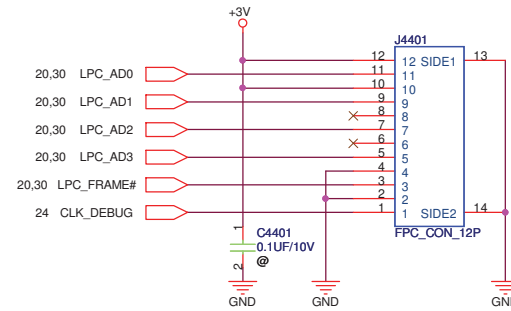 +3V
J4401
12 12 SIDE1 13
20,30 LPC_AD0 11 11
10 10
20,30 LPC_AD1 9 9
8 8
20,30 LPC_AD2 7 7
6 6
20,30 LPC_AD3 5 5
4 4
20,30 LPC_FRAME# 3 3
2 2
24 CLK_DEBUG 1 1 SIDE2 14
FPC_CON_12P
1 C4401
0.1UF/10V
2 @
GND GND GND